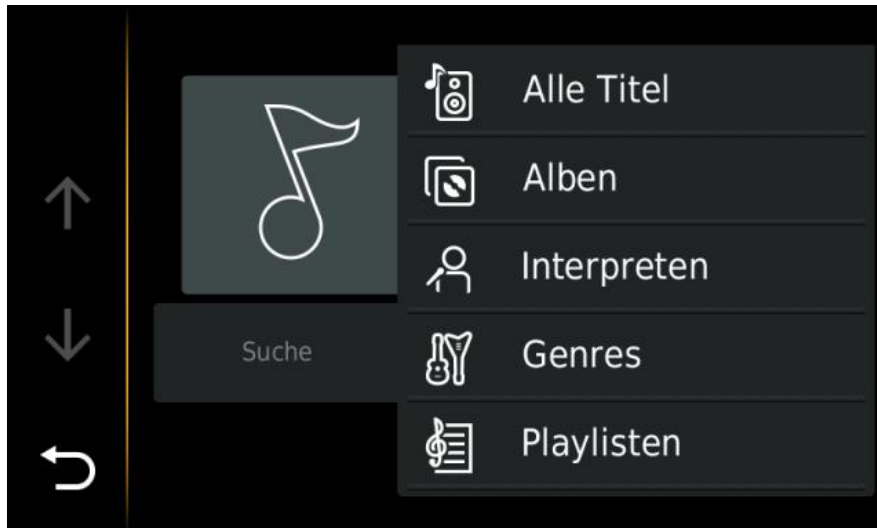 Alle Titel
Alben
Interpreten
Suche
Genres
Playlisten